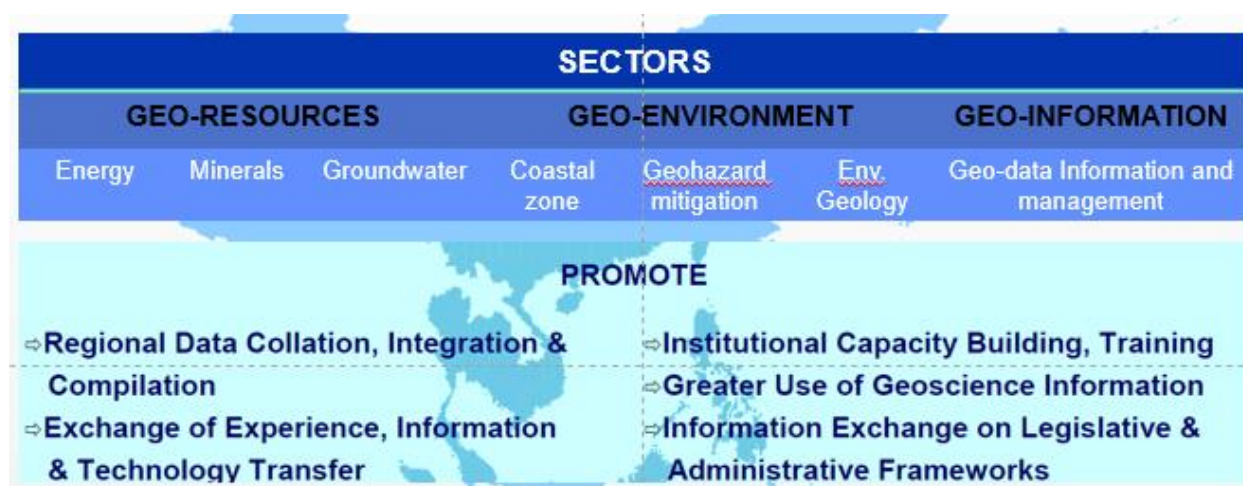 SECTORS
GEO-RESOURCES GEO-ENVIRONMENT GEO-INFORMATION
Energy Minerals Groundwater Coastal zone Geohazard mitigation Env. Geology Geo-data Information and management
PROMOTE
⇨Regional Data Collation, Integration &
Compilation
⇨Exchange of Experience, Information
& Technology Transfer
⇨Institutional Capacity Building, Training
⇨Greater Use of Geoscience Information
⇨Information Exchange on Legislative &
Administrative Frameworks